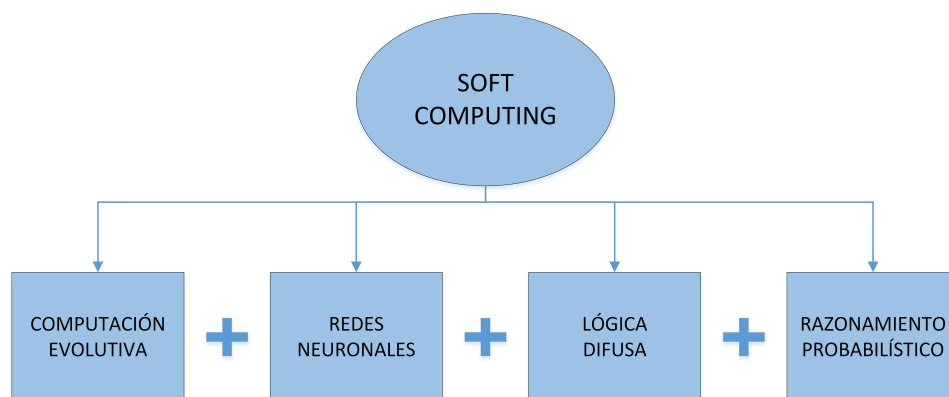 SOFT
COMPUTING
COMPUTACIÓN
EVOLUTIVA
REDES
NEURONALES
LÓGICA
DIFUSA
RAZONAMIENTO
PROBABILÍSTICO